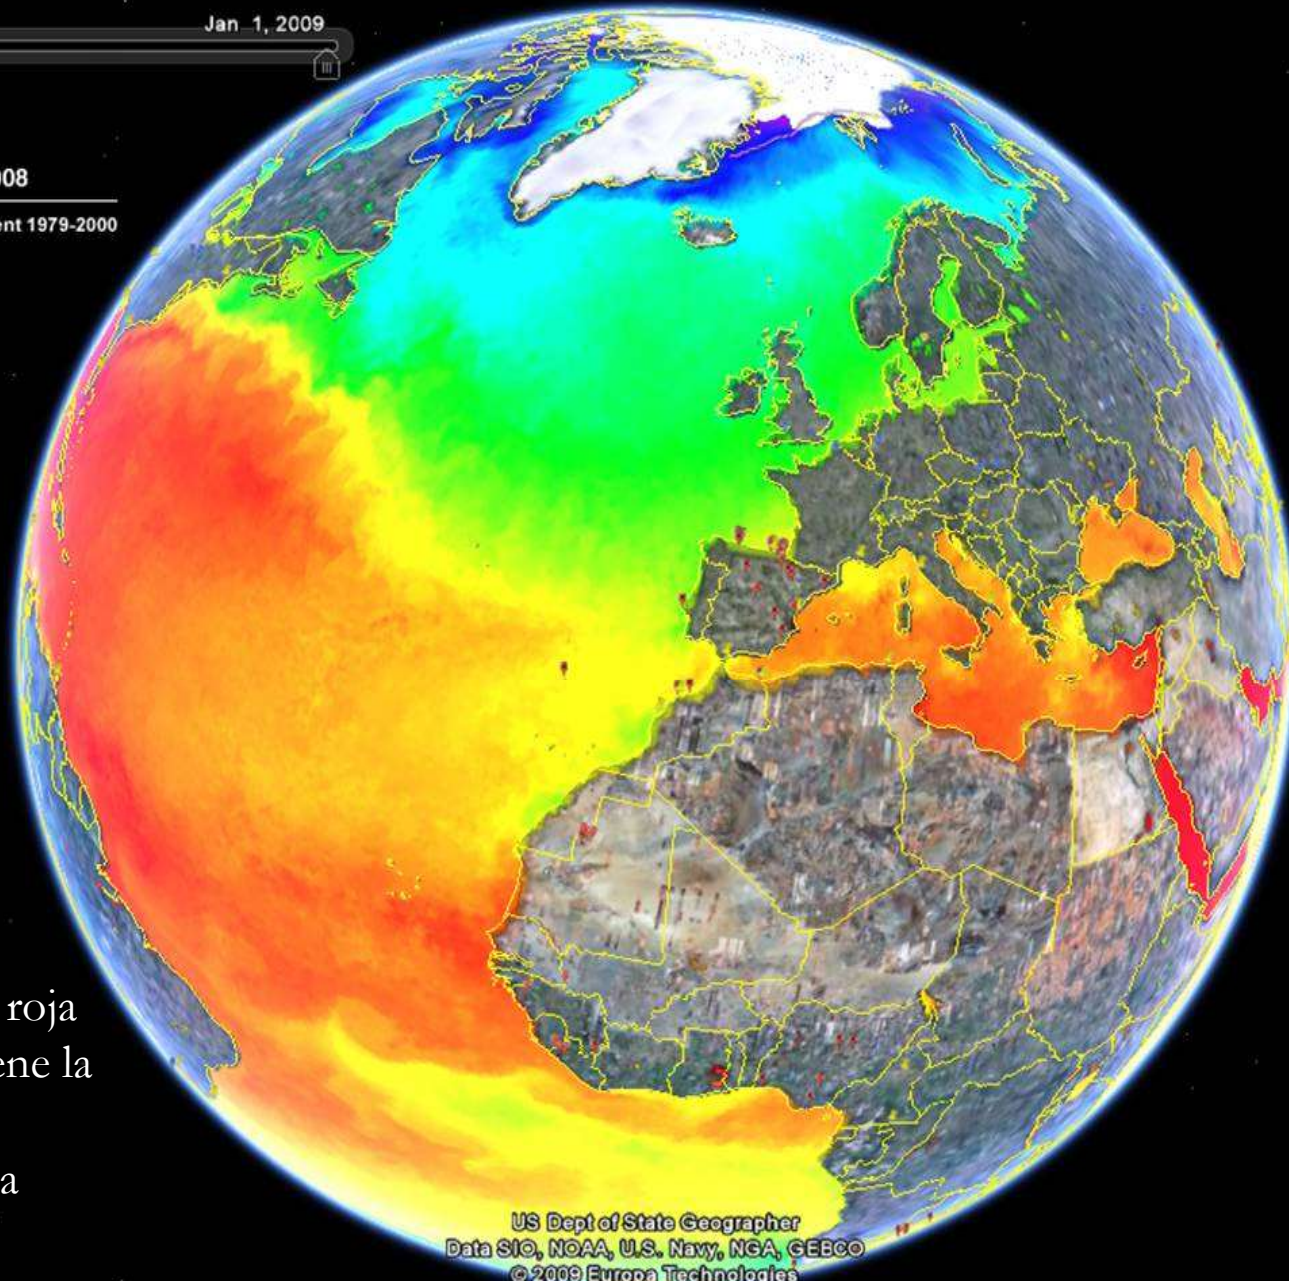 Jan 1, 2009
08
ent 1979-2000
roja
ene la
a
US Dept of State Geographer
Data SIO, NOAA, U.S. Navy, NGA, GEBCO
© 2009 Europa Technologies